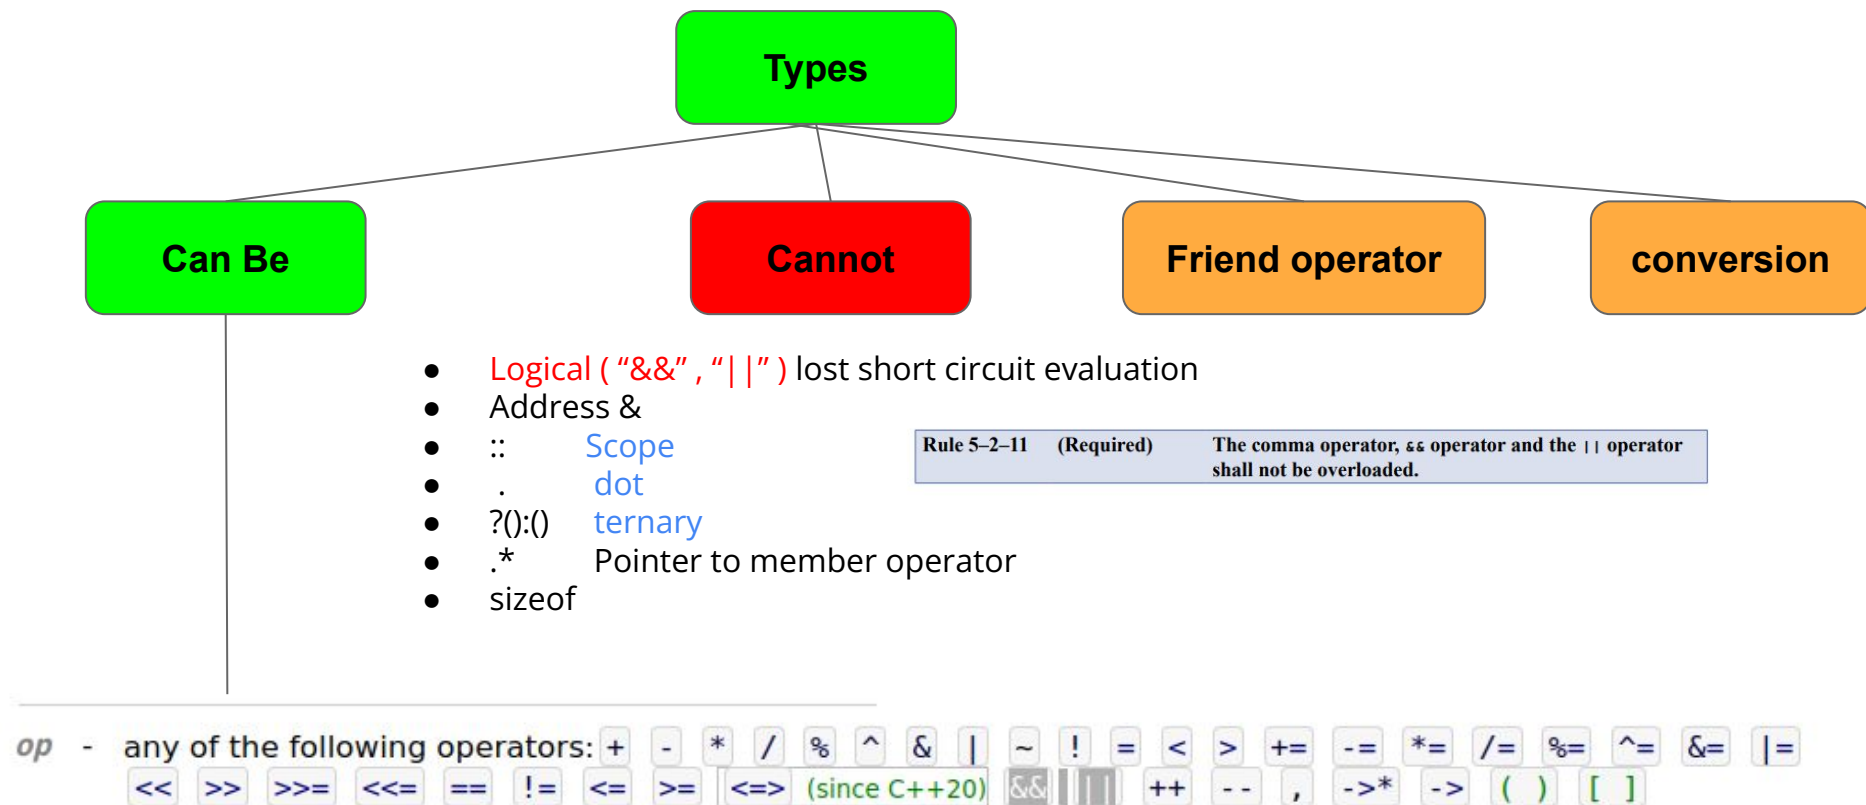 Types
Can Be
Cannot
Friend operator
conversion
● Logical ( “&&” , “||” ) lost short circuit evaluation
● Address &
● :: Scope
● . dot
● ?():() ternary
● .* Pointer to member operator
● sizeof
Rule 5–2–11 (Required) The comma operator, && operator and the || operator
shall not be overloaded.
op - any of the following operators: + - * / % ^ & | ~ ! = < > += -= *= /= %= ^= &= |=
<< >> >>= <<= == != <= >= <=> (since C++20) && || ++ -- , ->* -> ( ) [ ]